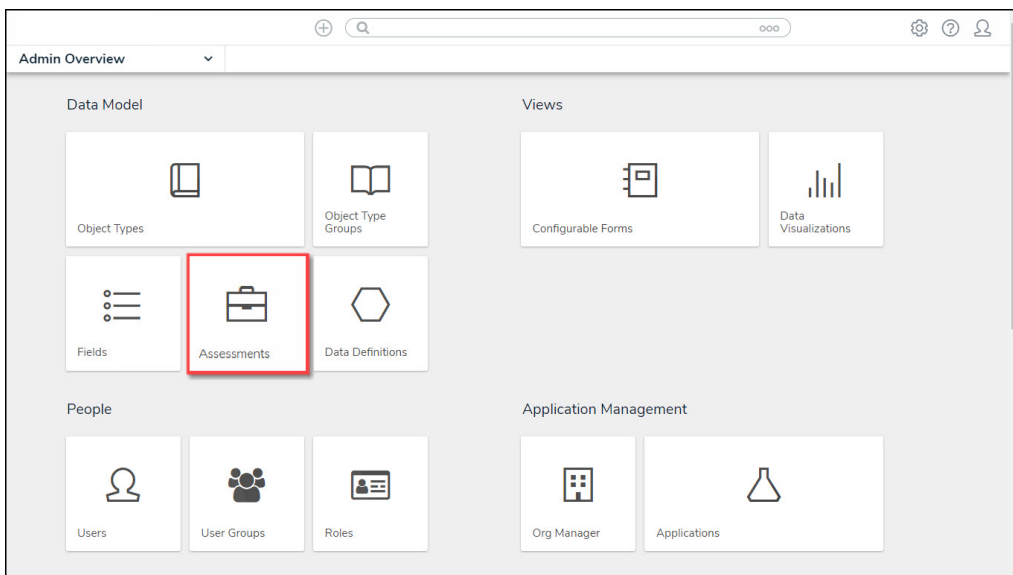 Admin Overview
Data Model
Views
Object Types
Object Type
Groups
Configurable Forms
Data
Visualizations
Fields
Assessments
Data Definitions
People
Application Management
Users
User Groups
Roles
Org Manager
Applications